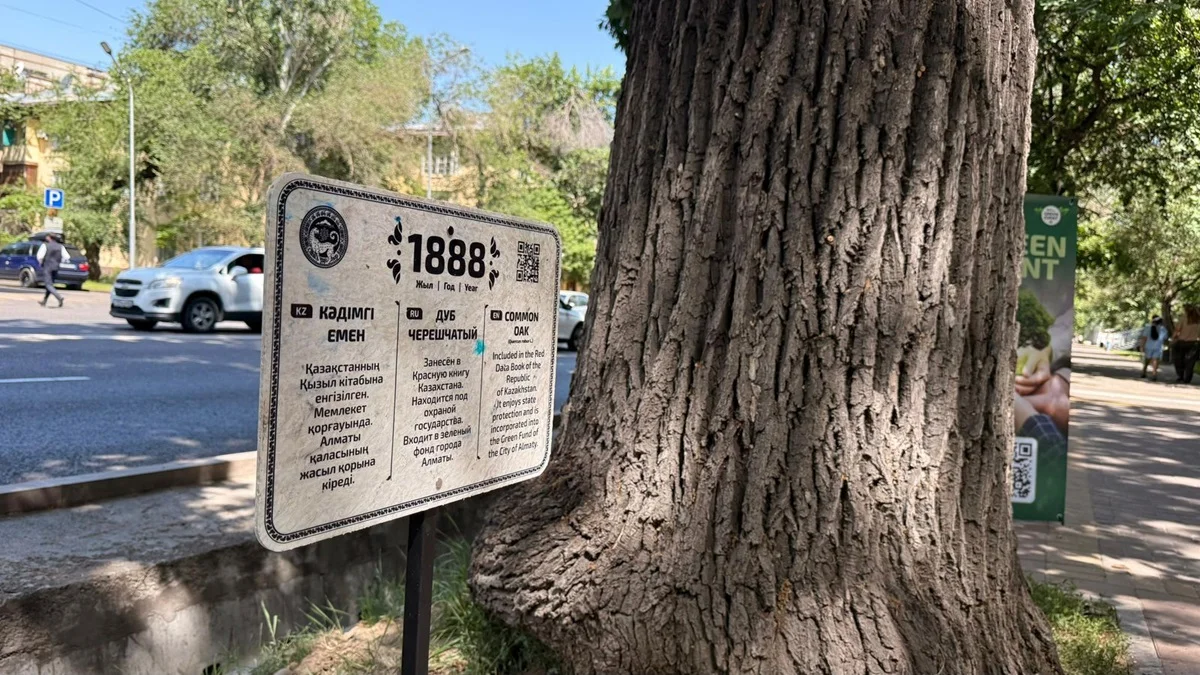 1888
Жыл | Год | Year
KZ КӘДІМГІ
ЕМЕН
Қазақстанның
Қызыл кітабына
енгізілген.
Мемлекет
қорғауында.
Алматы
қаласының
жасыл қорына
кіреді.
RU ДУБ
ЧЕРЕШЧАТЫЙ
Занесён в
Красную книгу
Казахстана.
Находится под
охраной
государства.
Входит в зеленый
фонд города
Алматы.
EN COMMON
OAK
Included in the Red
Data Book of the
Republic
of Kazakhstan.
It enjoys state
protection and is
incorporated into
the Green Fund of
the City of Almaty.
P